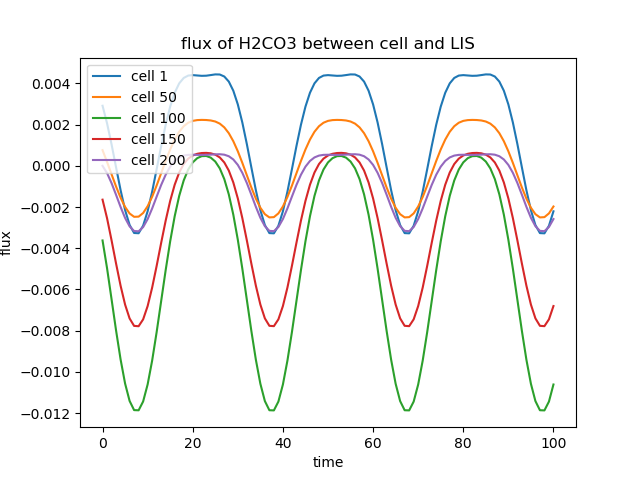 flux of H2CO3 between cell and LIS
cell 1
cell 50
cell 100
cell 150
cell 200
0.004
0.002
0.000
−0.002
−0.004
−0.006
−0.008
−0.010
−0.012
flux
0
20
40
60
80
100
time